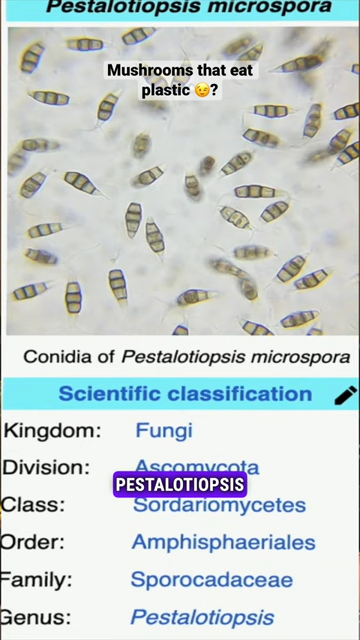 Pestalotiopsis microspora
Mushrooms that eat
plastic 😉?
Conidia of Pestalotiopsis microspora
Scientific classification
Kingdom: Fungi
Division: Ascomycota
PESTALOTIOPSIS
Class: Sordariomycetes
Order: Amphisphaeriales
Family: Sporocadaceae
Genus: Pestalotiopsis